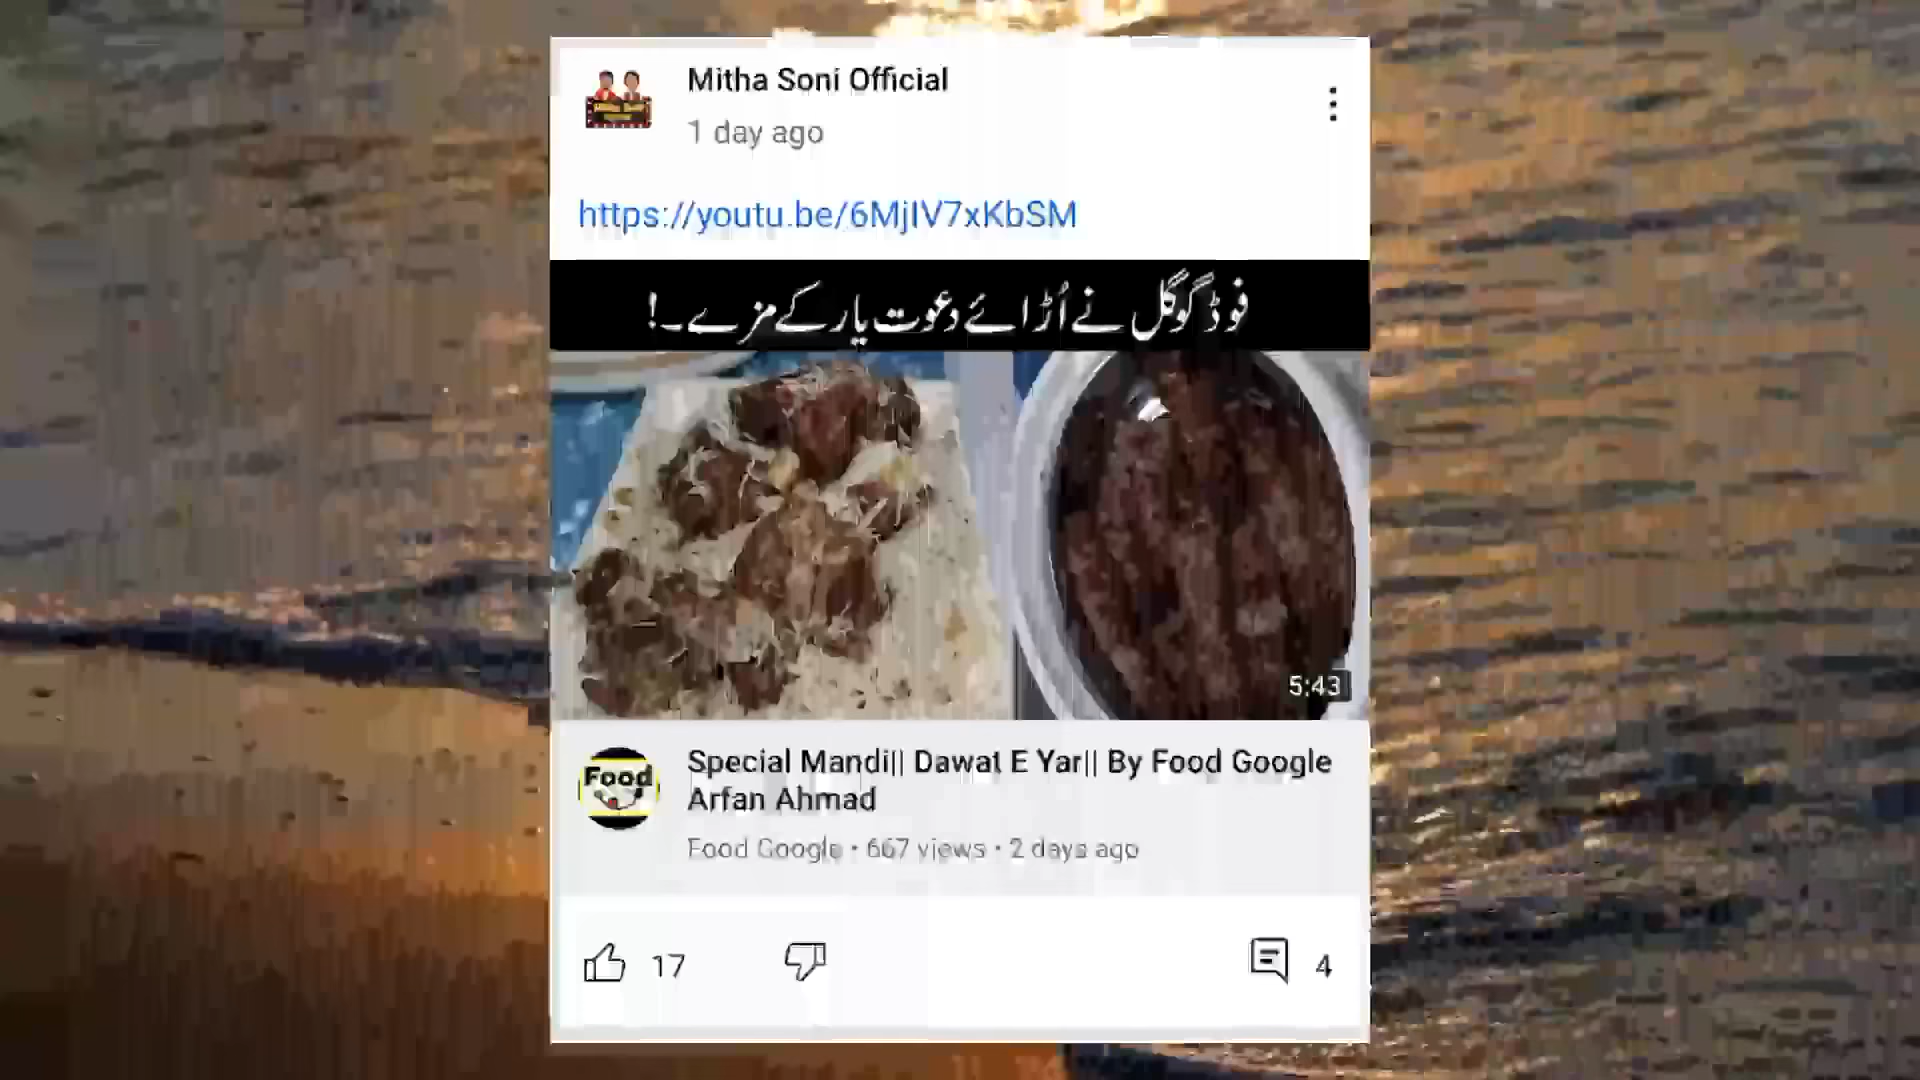 Mitha Soni Official
1 day ago
https://youtu.be/6MjIV7xKbSM
فوڈ گوگل نے اُڑائے دعوت یار کے مزے۔!
5:43
Food
Special Mandi|| Dawat E Yar|| By Food Google
Arfan Ahmad
Food Google • 667 views • 2 days ago
17
4